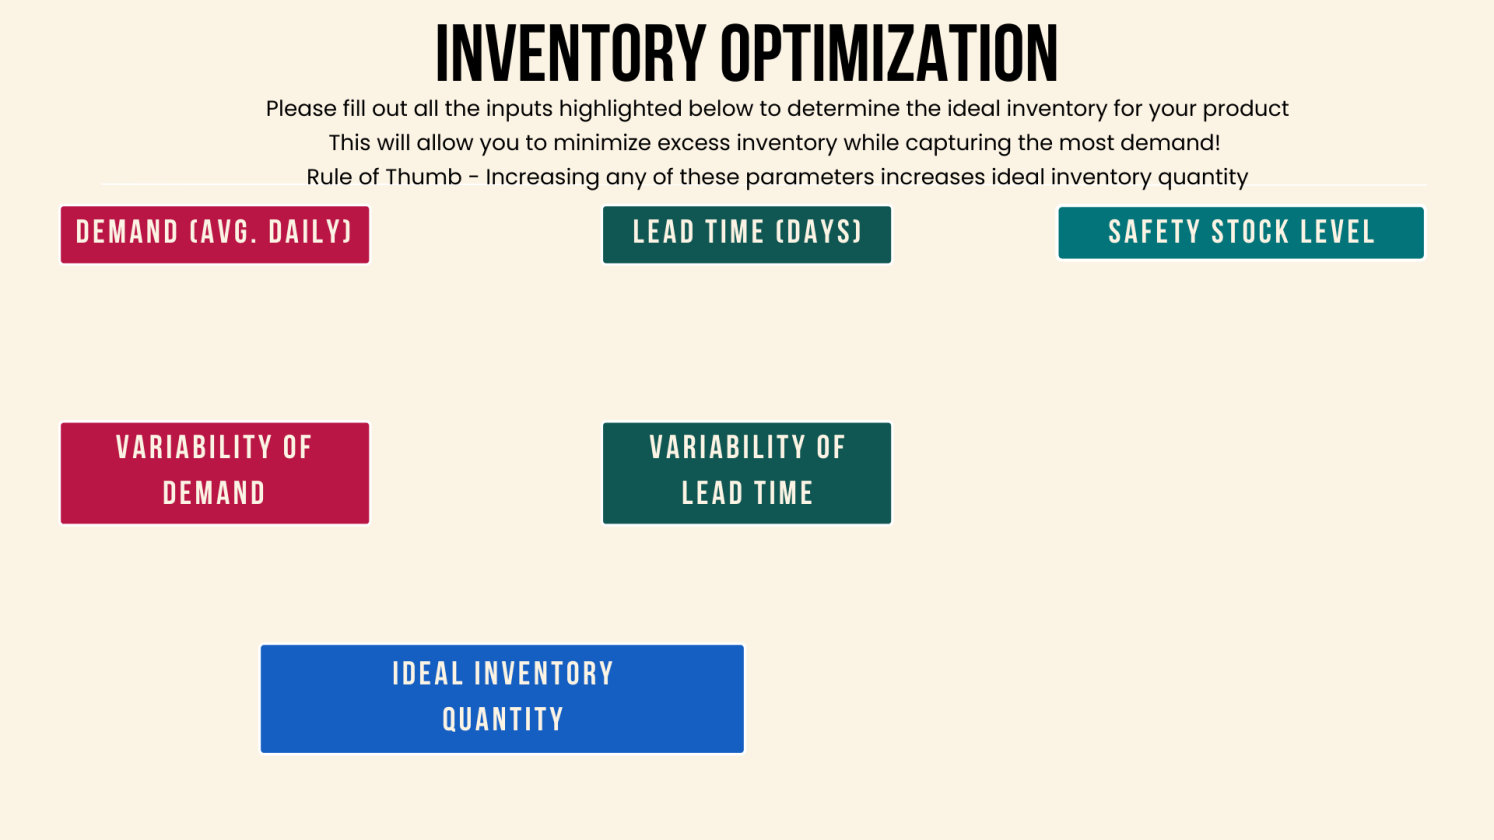 INVENTORY OPTIMIZATION
Please fill out all the inputs highlighted below to determine the ideal inventory for your product
This will allow you to minimize excess inventory while capturing the most demand!
Rule of Thumb - Increasing any of these parameters increases ideal inventory quantity
DEMAND (AVG. DAILY)
LEAD TIME (DAYS)
SAFETY STOCK LEVEL
VARIABILITY OF
DEMAND
VARIABILITY OF
LEAD TIME
IDEAL INVENTORY
QUANTITY